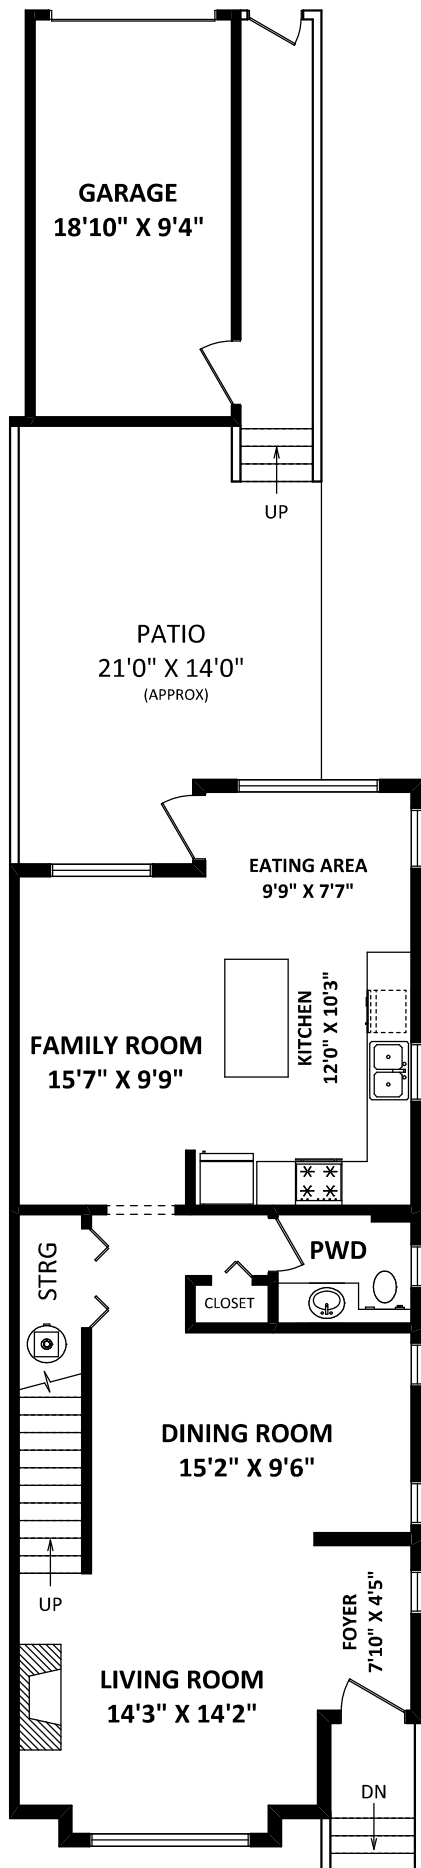 GARAGE
18'10" X 9'4"
UP
PATIO
21'0" X 14'0"
(APPROX)
EATING AREA
9'9" X 7'7"
KITCHEN
12'0" X 10'3"
FAMILY ROOM
15'7" X 9'9"
STRG
PWD
CLOSET
DINING ROOM
15'2" X 9'6"
UP
FOYER
7'10" X 4'5"
LIVING ROOM
14'3" X 14'2"
DN